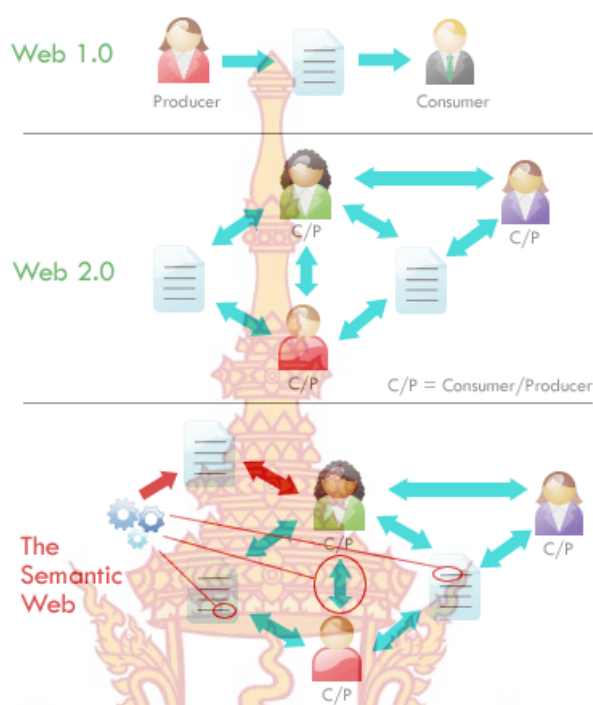 Web 1.0
Producer
Consumer
Web 2.0
C/P
C/P
C/P
C/P = Consumer/Producer
The
Semantic
Web
C/P
C/P
C/P